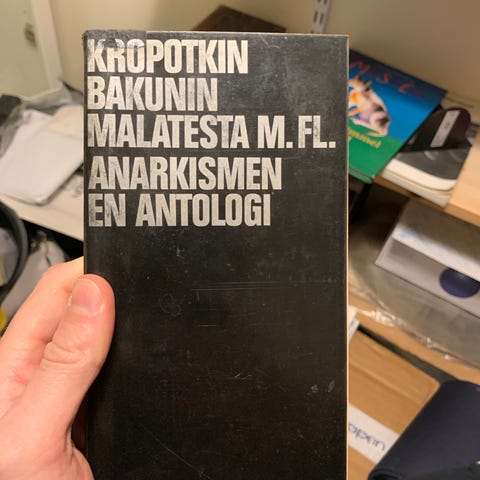 KROPOTKIN
BAKUNIN
MALATESTA M. FL.
ANARKISMEN
EN ANTOLOGI